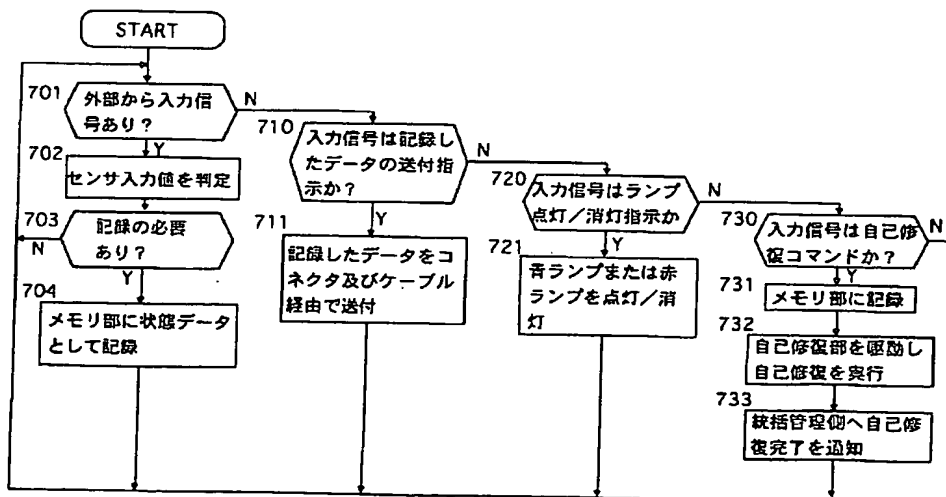 START
701
外部から入力信
号あり？
N
Y
702
センサ入力値を判定
703
記録の必要
あり？
N
Y
704
メモリ部に状態データ
として記録
710
入力信号は記録し
たデータの送付指
示か？
N
Y
711
記録したデータをコ
ネクタ及びケーブル
経由で送付
720
入力信号はランプ
点灯／消灯指示か
N
Y
721
青ランプまたは赤
ランプを点灯／消
灯
730
入力信号は自己修
復コマンドか？
N
Y
731
メモリ部に記録
732
自己修復部を駆動し
自己修復を実行
733
統括管理側へ自己修
復完了を通知